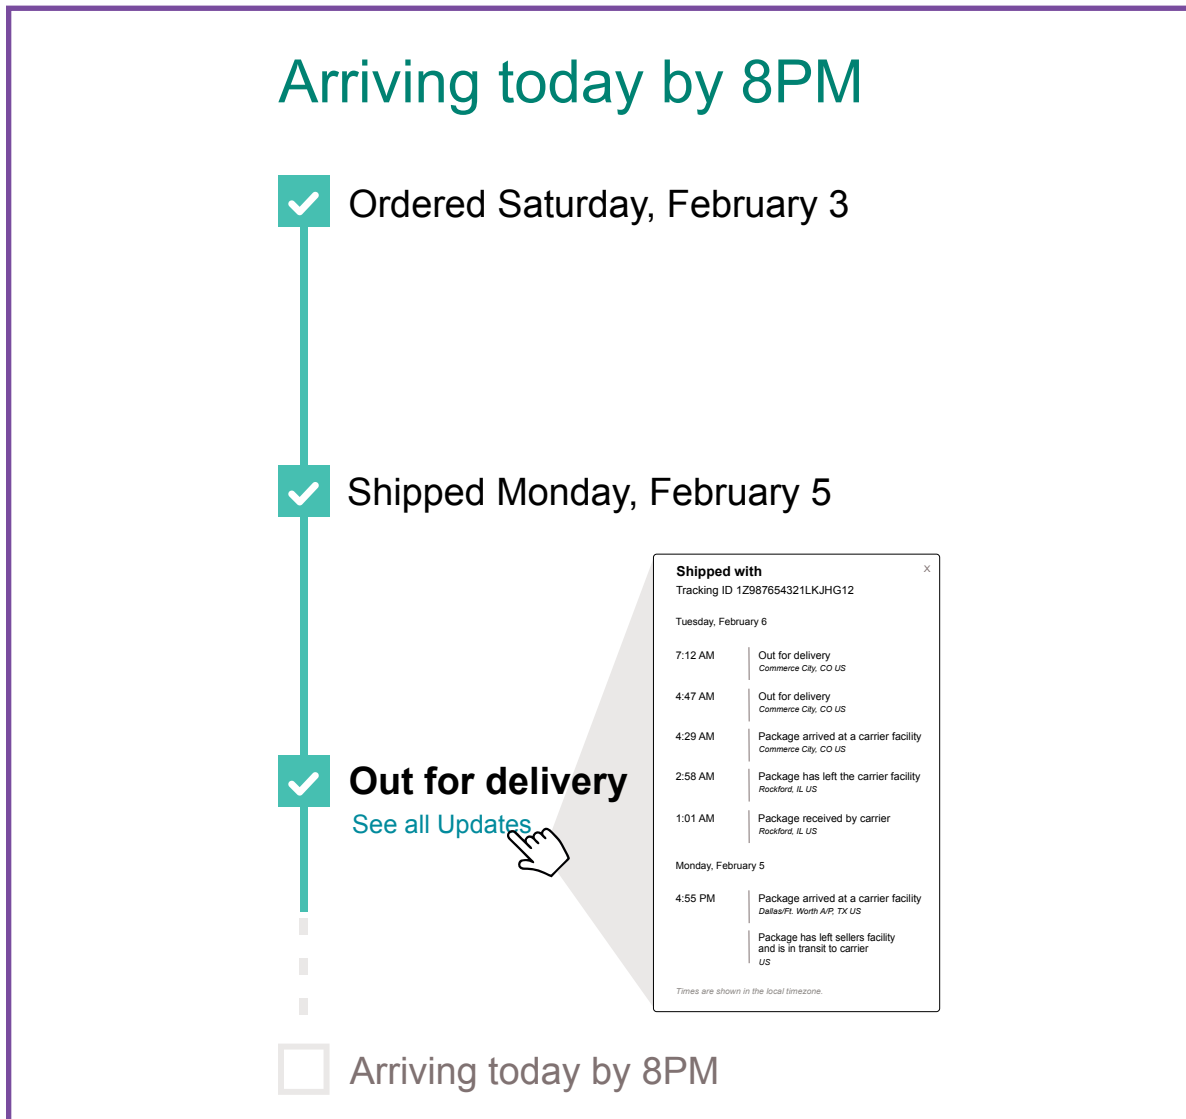 Arriving today by 8PM
Ordered Saturday, February 3
Shipped Monday, February 5
Shipped with
x
Tracking ID 1Z987654321LKJHG12
Tuesday, February 6
7:12 AM
Out for delivery
Commerce City, CO US
4:47 AM
Out for delivery
Commerce City, CO US
4:29 AM
Package arrived at a carrier facility
Commerce City, CO US
2:58 AM
Package has left the carrier facility
Rockford, IL US
1:01 AM
Package received by carrier
Rockford, IL US
Monday, February 5
4:55 PM
Package arrived at a carrier facility
Dallas/Ft. Worth A/P, TX US
Package has left sellers facility
and is in transit to carrier
US
Times are shown in the local timezone.
Out for delivery
See all Updates
Arriving today by 8PM